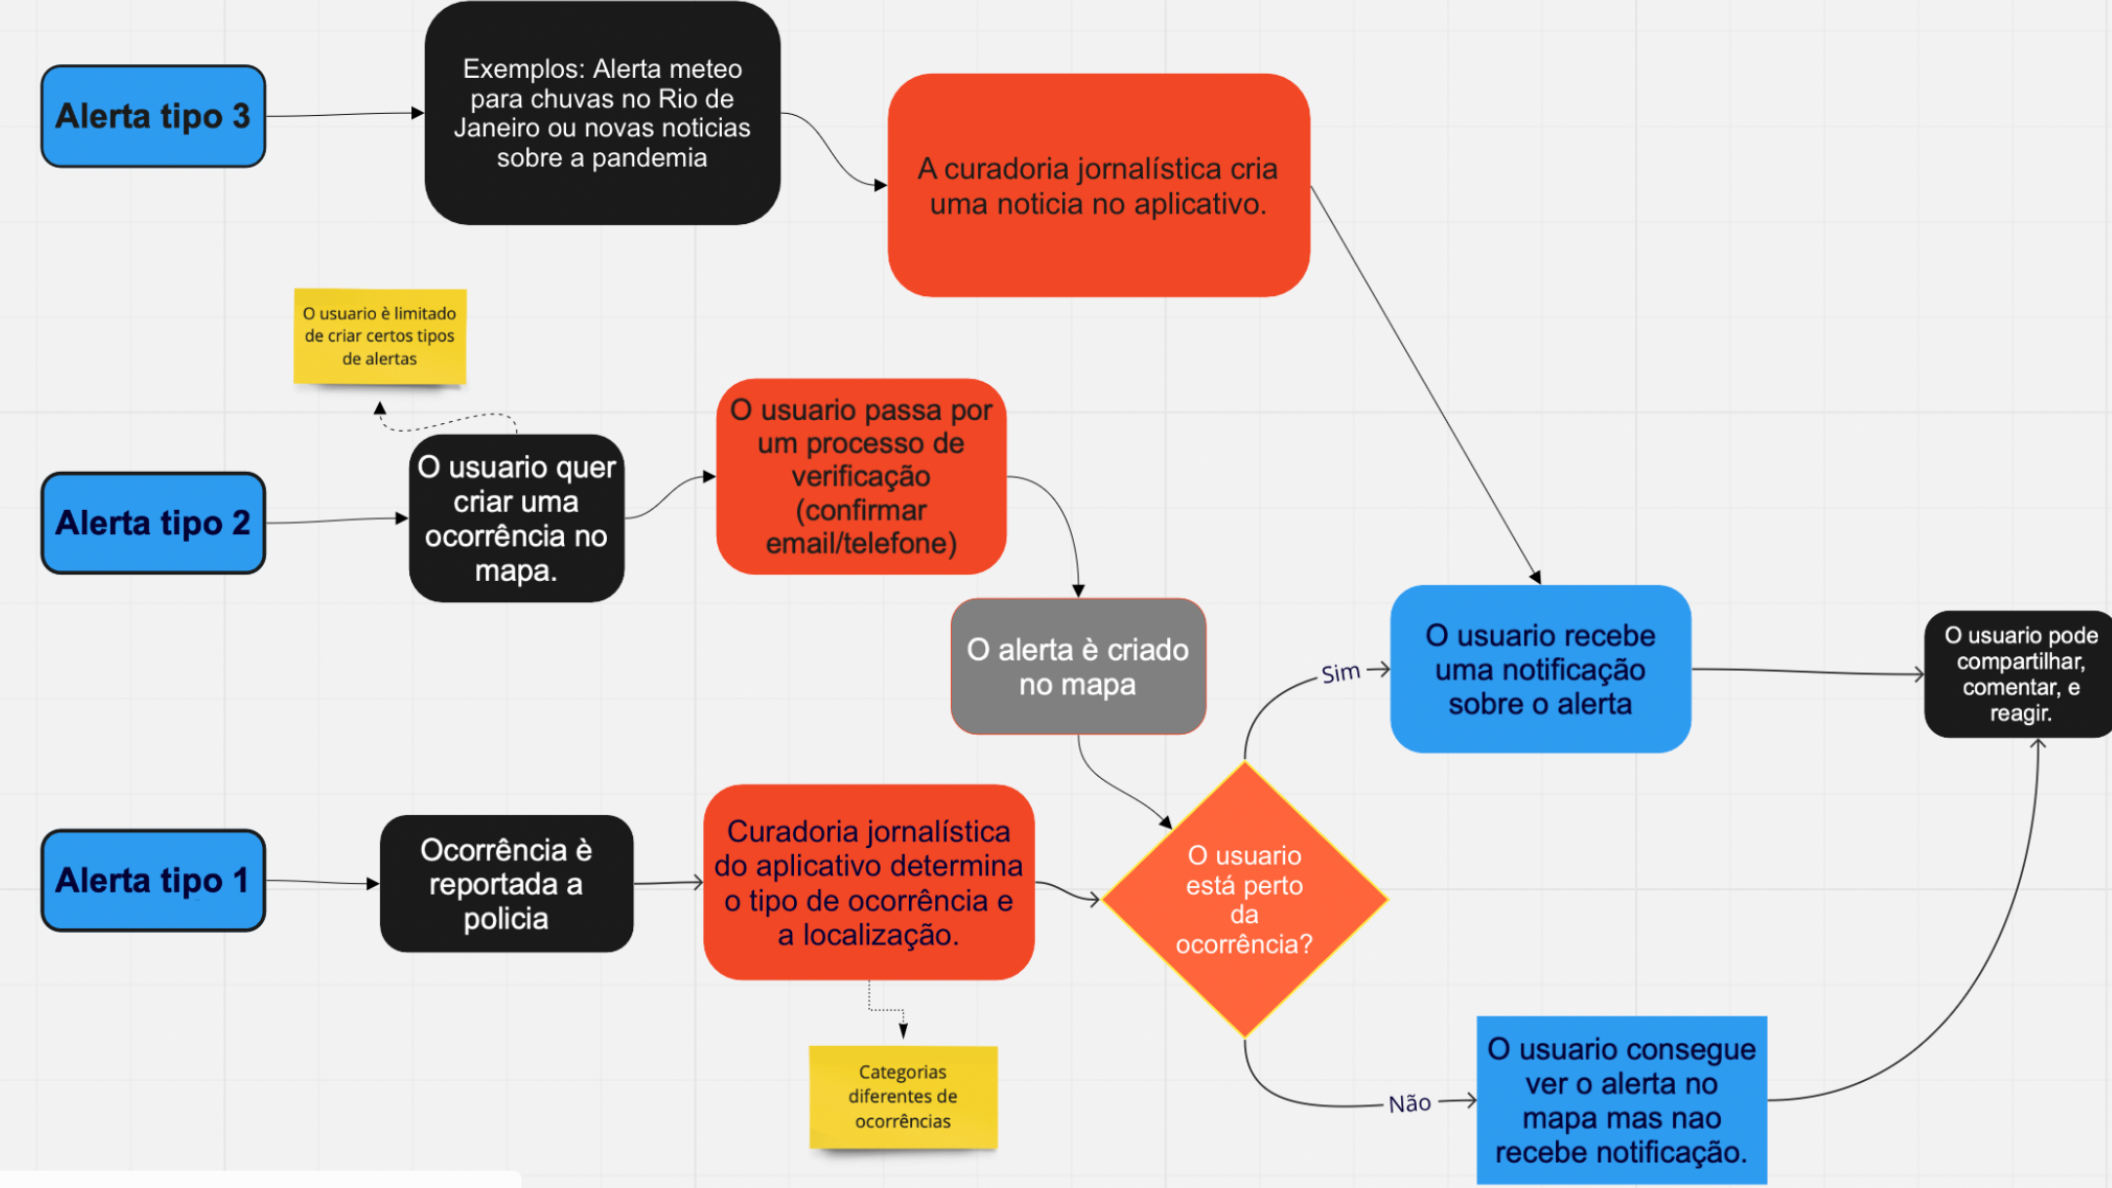 Alerta tipo 3
Exemplos: Alerta meteo
para chuvas no Rio de
Janeiro ou novas noticias
sobre a pandemia
A curadoria jornalística cria
uma noticia no aplicativo.
O usuario è limitado
de criar certos tipos
de alertas
Alerta tipo 2
O usuario quer
criar uma
ocorrência no
mapa.
O usuario passa por
um processo de
verificação
(confirmar
email/telefone)
O alerta è criado
no mapa
Sim
O usuario recebe
uma notificação
sobre o alerta
O usuario pode
compartilhar,
comentar, e
reagir.
Alerta tipo 1
Ocorrência è
reportada a
policia
Curadoria jornalística
do aplicativo determina
o tipo de ocorrência e
a localização.
O usuario
está perto
da
ocorrência?
Categorias
diferentes de
ocorrências
Não
O usuario consegue
ver o alerta no
mapa mas nao
recebe notificação.